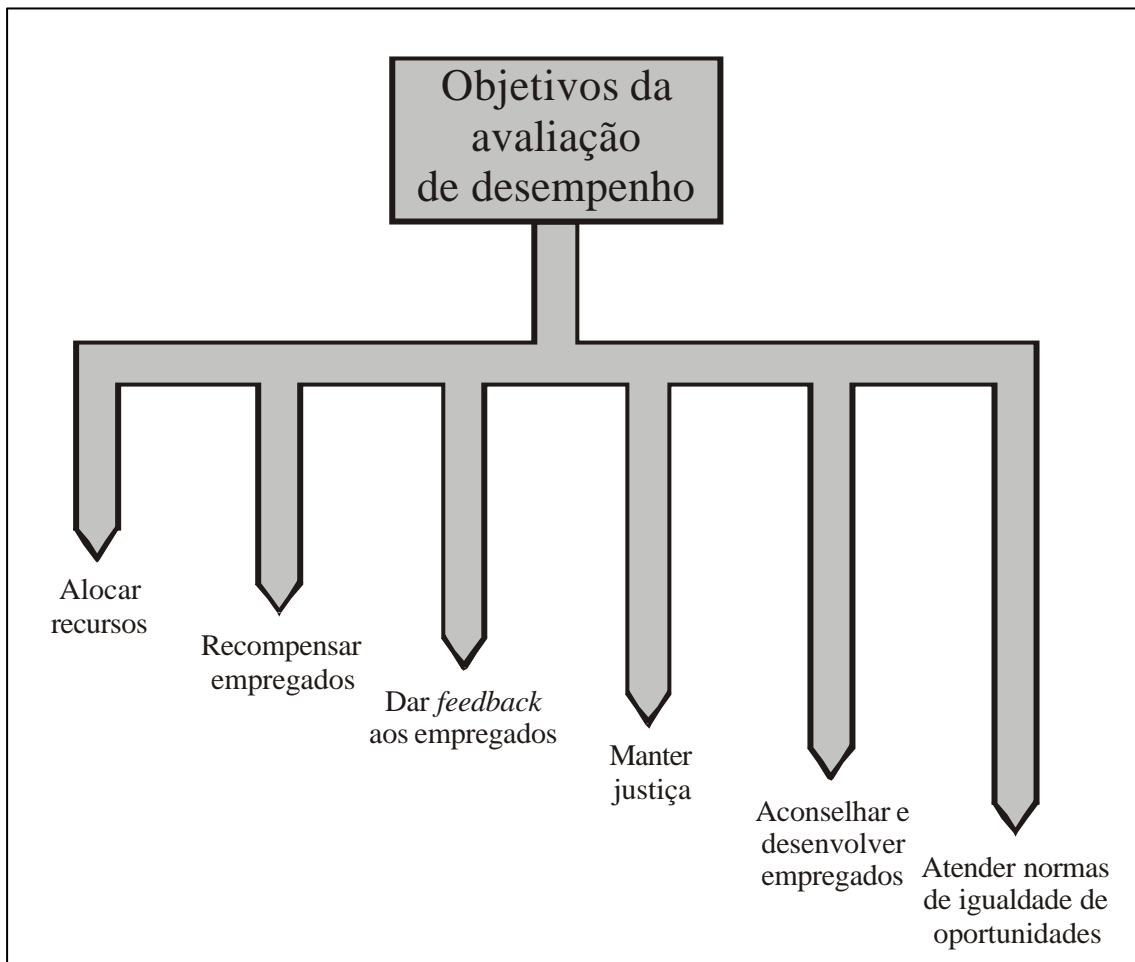 Objetivos da
avaliação
de desempenho
Alocar
recursos
Recompensar
empregados
Dar feedback
aos empregados
Manter
justiça
Aconselhar e
desenvolver
empregados
Atender normas
de igualdade de
oportunidades